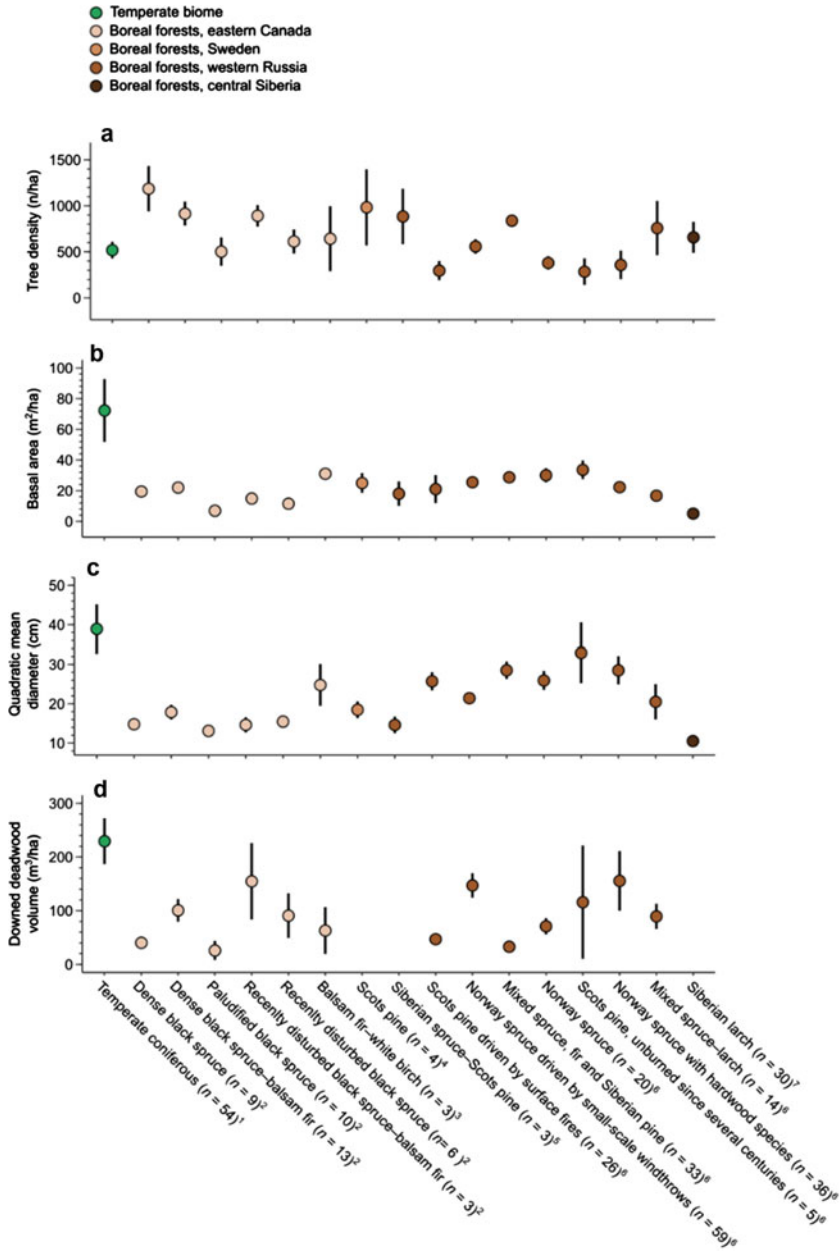 Temperate biome
Boreal forests, eastern Canada
Boreal forests, Sweden
Boreal forests, western Russia
Boreal forests, central Siberia
a
Tree density (n/ha)
1500
1000
500
0
b
Basal area (m²/ha)
100
80
60
40
20
0
c
Quadratic mean
diameter (cm)
50
40
30
20
10
d
Downed deadwood
volume (m³/ha)
300
200
100
0
Temperate coniferous (n = 54)¹
Dense black spruce (n = 9)²
Dense black spruce–balsam fir (n = 13)²
Paludified black spruce (n = 10)²
Recently disturbed black spruce–balsam fir (n = 3)²
Recently disturbed black spruce (n= 6 )²
Balsam fir–white birch (n = 3)³
Scots pine (n = 4)⁴
Siberian spruce–Scots pine (n = 3)⁵
Scots pine driven by surface fires (n = 26)⁶
Norway spruce driven by small-scale windthrows (n = 59)⁶
Mixed spruce, fir and Siberian pine (n = 33)⁶
Norway spruce (n = 20)⁶
Scots pine, unburned since several centuries (n = 5)⁶
Norway spruce with hardwood species (n = 36)⁶
Mixed spruce–larch (n = 14)⁶
Siberian larch (n = 30)⁷